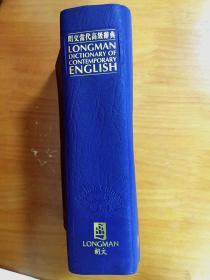 朗文當代高級辭典
LONGMAN
DICTIONARY OF
CONTEMPORARY
ENGLISH
LONGMAN
朗文